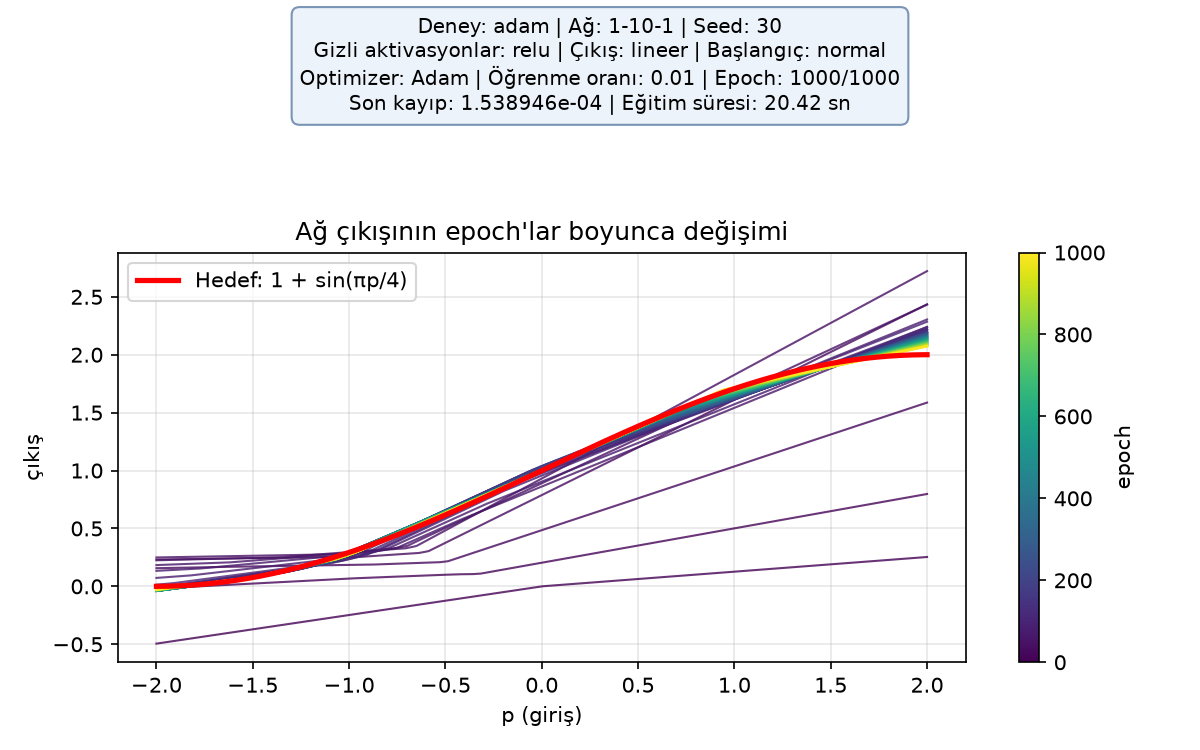 Deney: adam | Ağ: 1-10-1 | Seed: 30
Gizli aktivasyonlar: relu | Çıkış: lineer | Başlangıç: normal
Optimizer: Adam | Öğrenme oranı: 0.01 | Epoch: 1000/1000
Son kayıp: 1.538946e-04 | Eğitim süresi: 20.42 sn
Ağ çıkışının epoch'lar boyunca değişimi
Hedef: 1 + sin(πp/4)
çıkış
2.5
2.0
1.5
1.0
0.5
0.0
−0.5
−2.0 −1.5 −1.0 −0.5 0.0 0.5 1.0 1.5 2.0
p (giriş)
1000
800
600
400
200
0
epoch